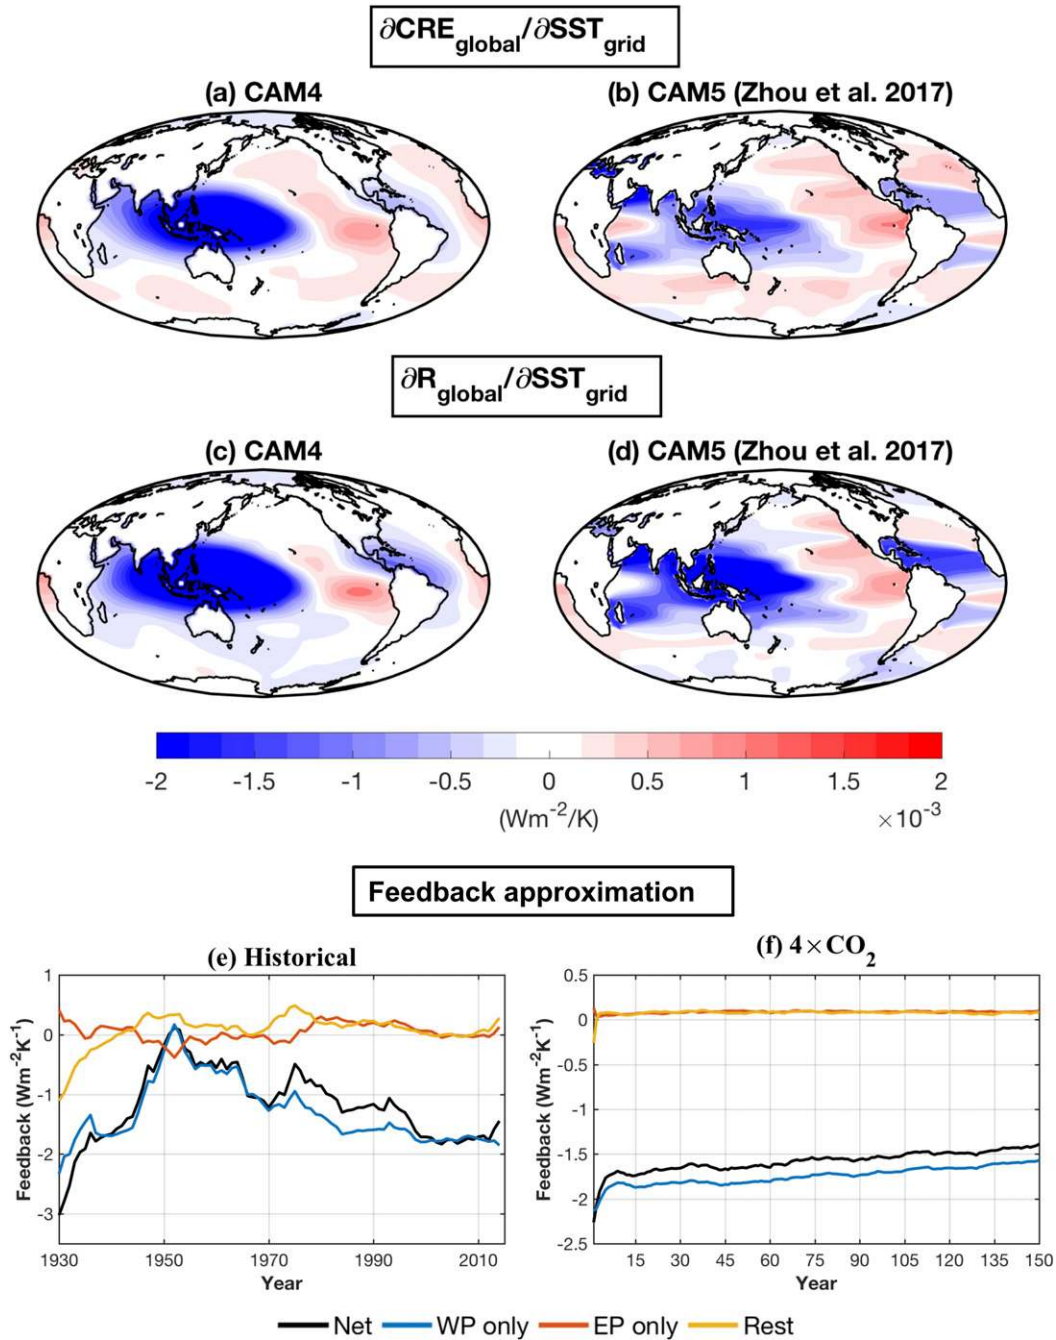 ∂CRE_global/∂SST_grid
(a) CAM4
(b) CAM5 (Zhou et al. 2017)
∂R_global/∂SST_grid
(c) CAM4
(d) CAM5 (Zhou et al. 2017)
-2 -1.5 -1 -0.5 0 0.5 1 1.5 2
(Wm⁻²/K) ×10⁻³
Feedback approximation
(e) Historical
(f) 4×CO₂
Feedback (Wm⁻²K⁻¹)
1
0
-1
-2
-3
1930 1950 1970 1990 2010
Year
Feedback (Wm⁻²K⁻¹)
0.5
0
-0.5
-1
-1.5
-2
-2.5
15 30 45 60 75 90 105 120 135 150
Year
Net WP only EP only Rest